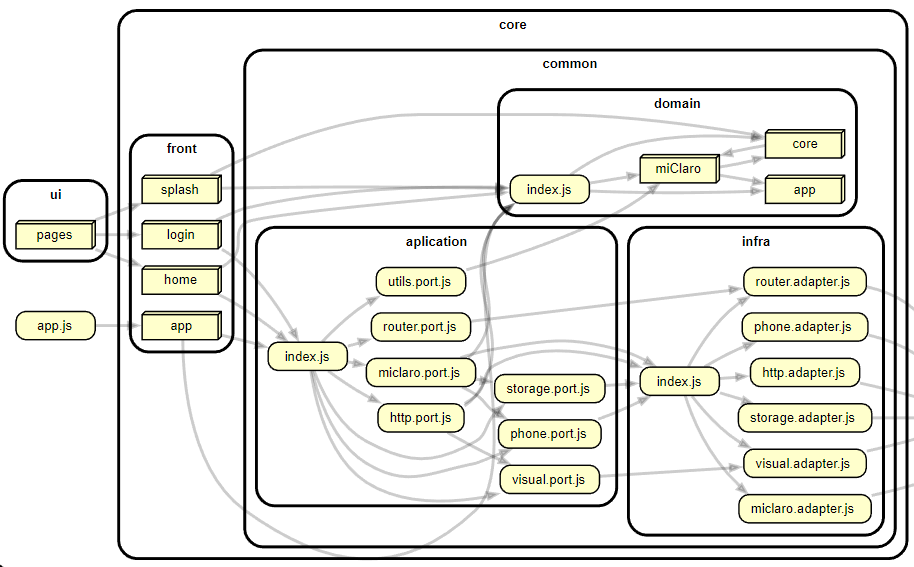 core
common
domain
core
front
miClaro
splash
index.js
app
ui
pages
login
aplication
infra
home
utils.port.js
router.adapter.js
app.js
app
router.port.js
phone.adapter.js
index.js
miclaro.port.js
http.adapter.js
storage.port.js
index.js
http.port.js
storage.adapter.js
phone.port.js
visual.adapter.js
visual.port.js
miclaro.adapter.js